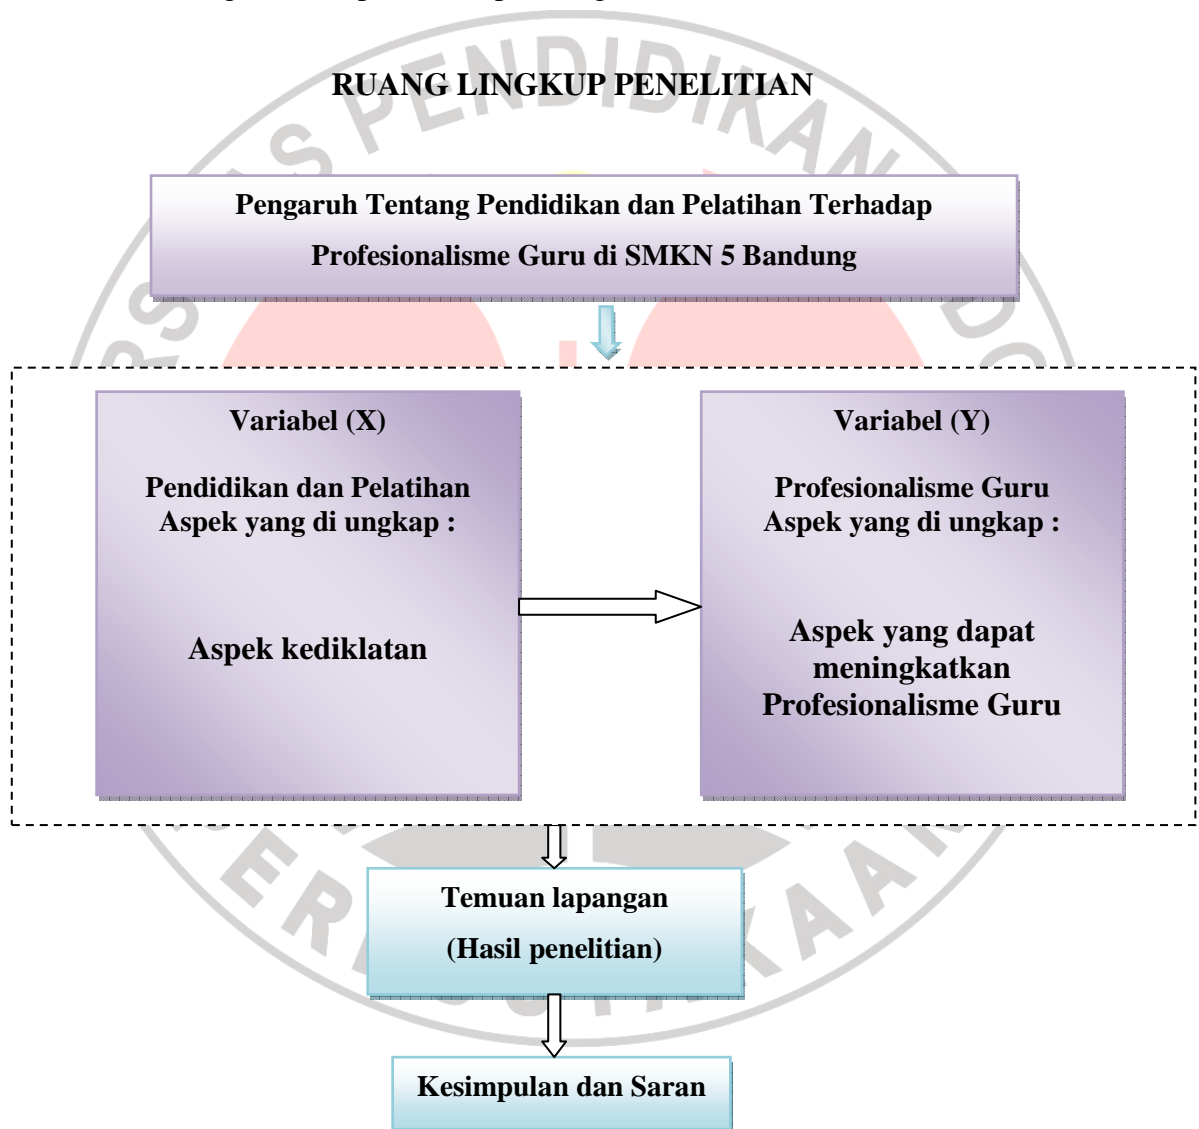 RUANG LINGKUP PENELITIAN
Pengaruh Tentang Pendidikan dan Pelatihan Terhadap
Profesionalisme Guru di SMKN 5 Bandung
Variabel (X)
Pendidikan dan Pelatihan
Aspek yang di ungkap :
Aspek kediklatan
Variabel (Y)
Profesionalisme Guru
Aspek yang di ungkap :
Aspek yang dapat
meningkatkan
Profesionalisme Guru
Temuan lapangan
(Hasil penelitian)
Kesimpulan dan Saran